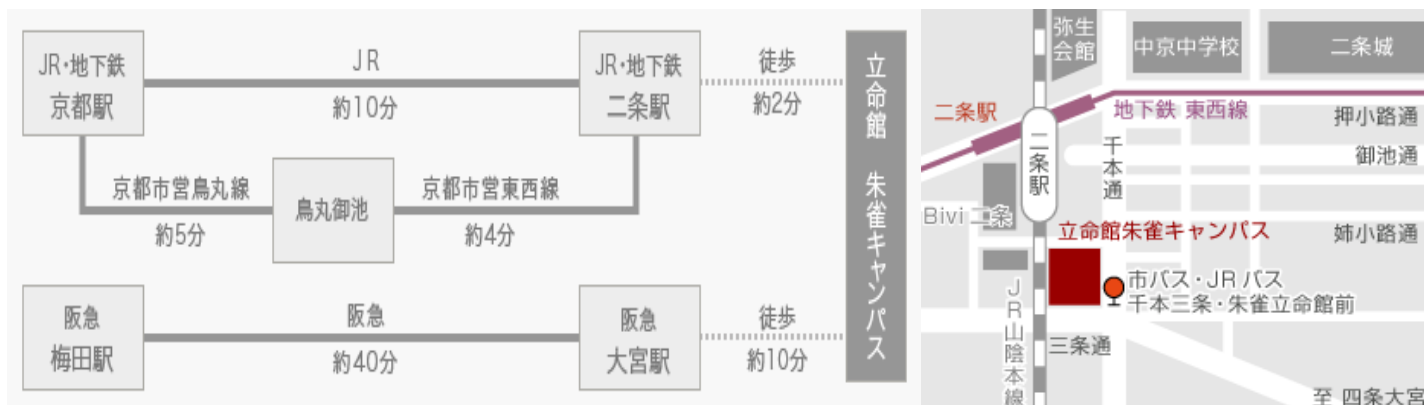 JR・地下鉄
京都駅
JR
約10分
JR・地下鉄
二条駅
徒歩
約2分
京都市営烏丸線
約5分
烏丸御池
京都市営東西線
約4分
阪急
梅田駅
阪急
約40分
阪急
大宮駅
徒歩
約10分
立命館 朱雀キャンパス
弥生
会館
中京中学校
二条城
二条駅
地下鉄 東西線
押小路通
御池通
二条駅
千本通
Bivi 二条
立命館朱雀キャンパス
姉小路通
市バス・JR バス
千本三条・朱雀立命館前
JR山陰本線
三条通
至 四条大宮